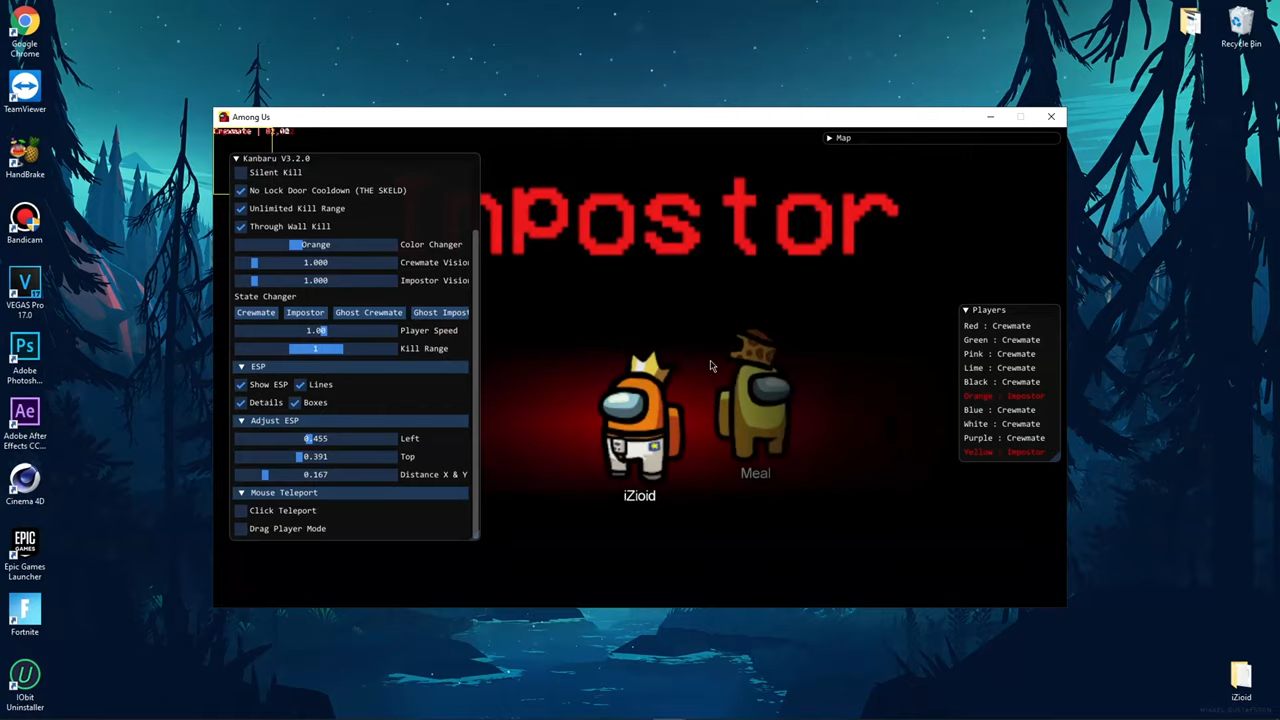 Google
Chrome
TeamViewer
HandBrake
Bandicam
VEGAS Pro
17.0
Adobe
Photosh...
Adobe After
Effects CC...
Cinema 4D
Epic Games
Launcher
Fortnite
IObit
Uninstaller
Recycle Bin
iZioid
Among Us
Crewmate |
Map
Kanbaru V3.2.0
Silent Kill
No Lock Door Cooldown (THE SKELD)
Unlimited Kill Range
Through Wall Kill
Orange Color Changer
1.000 Crewmate Visio
1.000 Impostor Visio
State Changer
Crewmate Impostor Ghost Crewmate Ghost Impost
1.00 Player Speed
1 Kill Range
ESP
Show ESP Lines
Details Boxes
Adjust ESP
0.455 Left
0.391 Top
0.167 Distance X & Y
Mouse Teleport
Click Teleport
Drag Player Mode
Impostor
iZioid
Meal
Players
Red : Crewmate
Green : Crewmate
Pink : Crewmate
Lime : Crewmate
Black : Crewmate
Orange : Impostor
Blue : Crewmate
White : Crewmate
Purple : Crewmate
Yellow : Impostor
MIKAEL GUSTAFSSON